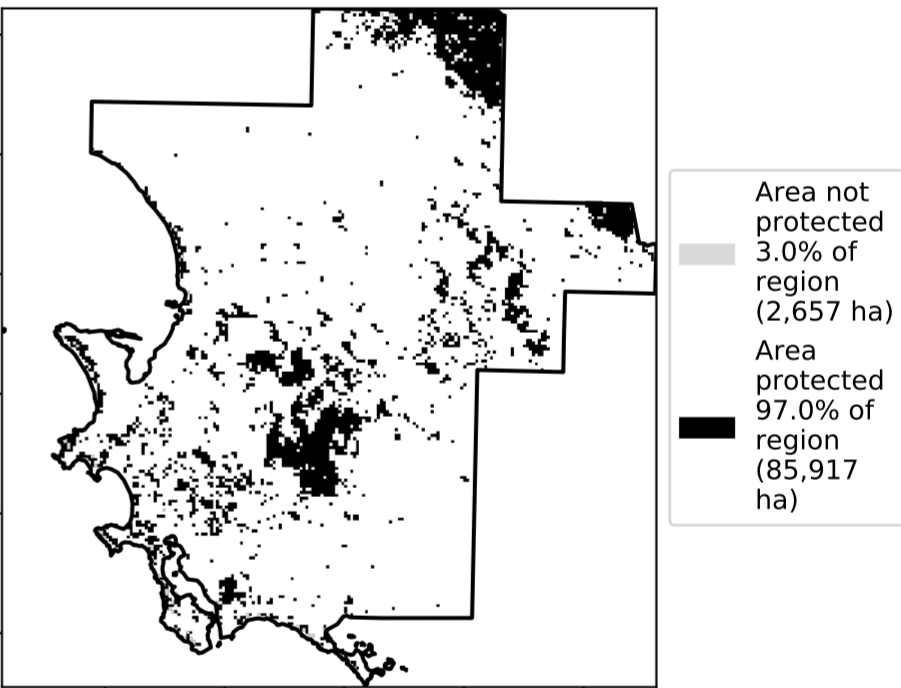 Area not
protected
3.0% of
region
(2,657 ha)
Area
protected
97.0% of
region
(85,917
ha)